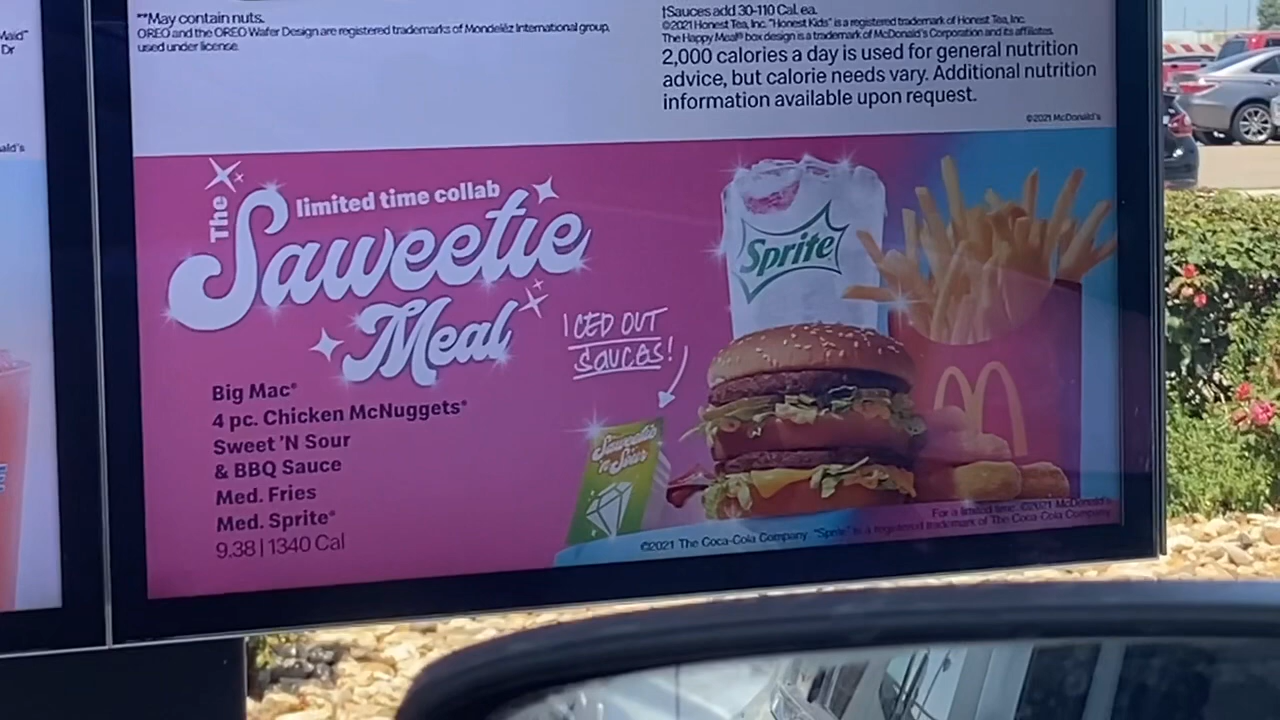 Maid"
Dr
ald's
**May contain nuts.
OREO and the OREO Wafer Design are registered trademarks of Mondelēz International group,
used under license.
†Sauces add 30-110 Cal. ea.
©2021 Honest Tea, Inc. "Honest Kids" is a registered trademark of Honest Tea, Inc.
The Happy Meal® box design is a trademark of McDonald's Corporation and its affiliates.
2,000 calories a day is used for general nutrition
advice, but calorie needs vary. Additional nutrition
information available upon request.
©2021 McDonald's
The
limited time collab
Saweetie
Meal
ICED OUT
SAUCES!
Big Mac®
4 pc. Chicken McNuggets®
Sweet 'N Sour
& BBQ Sauce
Med. Fries
Med. Sprite®
9.38 | 1340 Cal
Sprite
Saweetie
'n Sour
For a limited time. ©2021 McDonald's
©2021 The Coca-Cola Company. "Sprite" is a registered trademark of The Coca-Cola Company.